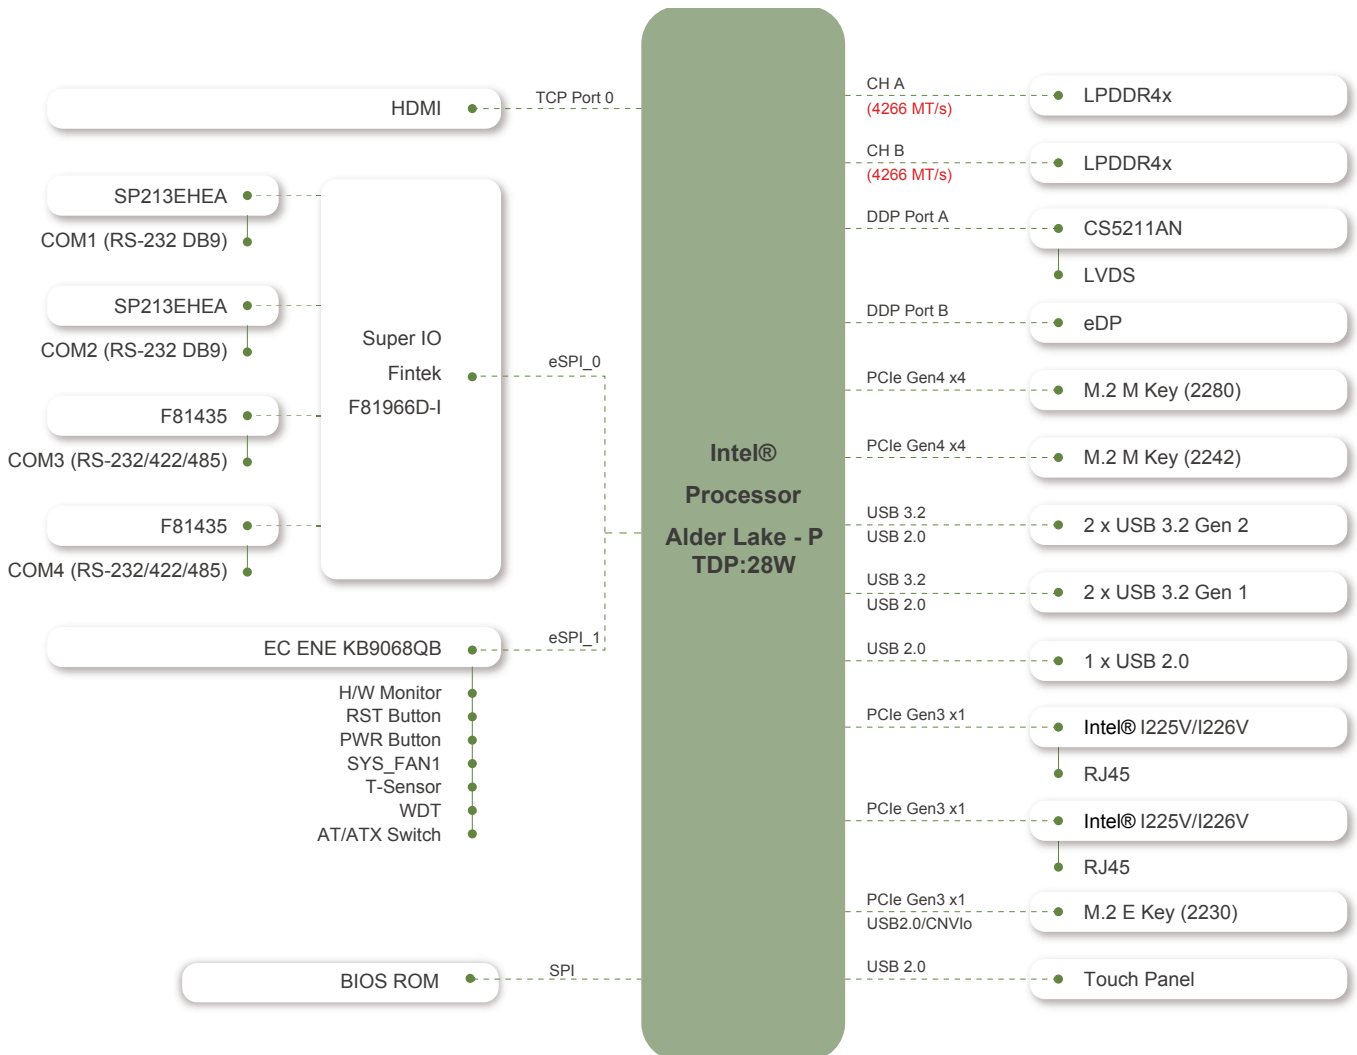 HDMI
TCP Port 0
SP213EHEA
COM1 (RS-232 DB9)
SP213EHEA
COM2 (RS-232 DB9)
F81435
COM3 (RS-232/422/485)
F81435
COM4 (RS-232/422/485)
Super IO
Fintek
F81966D-I
eSPI_0
eSPI_1
EC ENE KB9068QB
H/W Monitor
RST Button
PWR Button
SYS_FAN1
T-Sensor
WDT
AT/ATX Switch
BIOS ROM
SPI
Intel®
Processor
Alder Lake - P
TDP:28W
CH A
(4266 MT/s)
LPDDR4x
CH B
(4266 MT/s)
LPDDR4x
DDP Port A
CS5211AN
LVDS
DDP Port B
eDP
PCIe Gen4 x4
M.2 M Key (2280)
PCIe Gen4 x4
M.2 M Key (2242)
USB 3.2
USB 2.0
2 x USB 3.2 Gen 2
USB 3.2
USB 2.0
2 x USB 3.2 Gen 1
USB 2.0
1 x USB 2.0
PCIe Gen3 x1
Intel® I225V/I226V
RJ45
PCIe Gen3 x1
Intel® I225V/I226V
RJ45
PCIe Gen3 x1
USB2.0/CNVIo
M.2 E Key (2230)
USB 2.0
Touch Panel